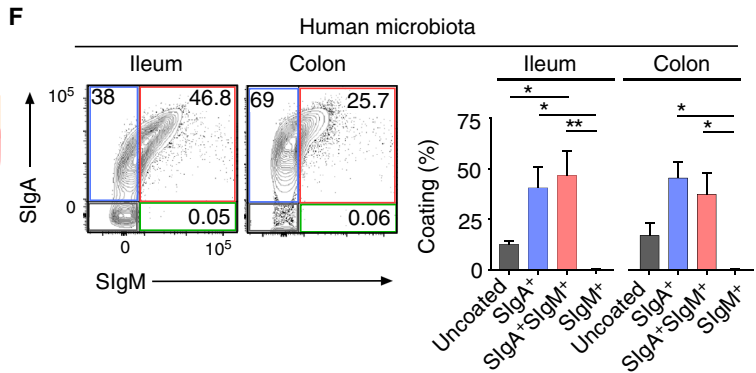 F
Human microbiota
Ileum
Colon
Ileum
Colon
10⁵
38
46.8
69
25.7
*
*
**
*
*
75
50
25
0
Coating (%)
SIgA
0
0.05
0.06
0
10⁵
SIgM
Uncoated
SIgA⁺
SIgA⁺SIgM⁺
SIgM⁺
Uncoated
SIgA⁺
SIgA⁺SIgM⁺
SIgM⁺